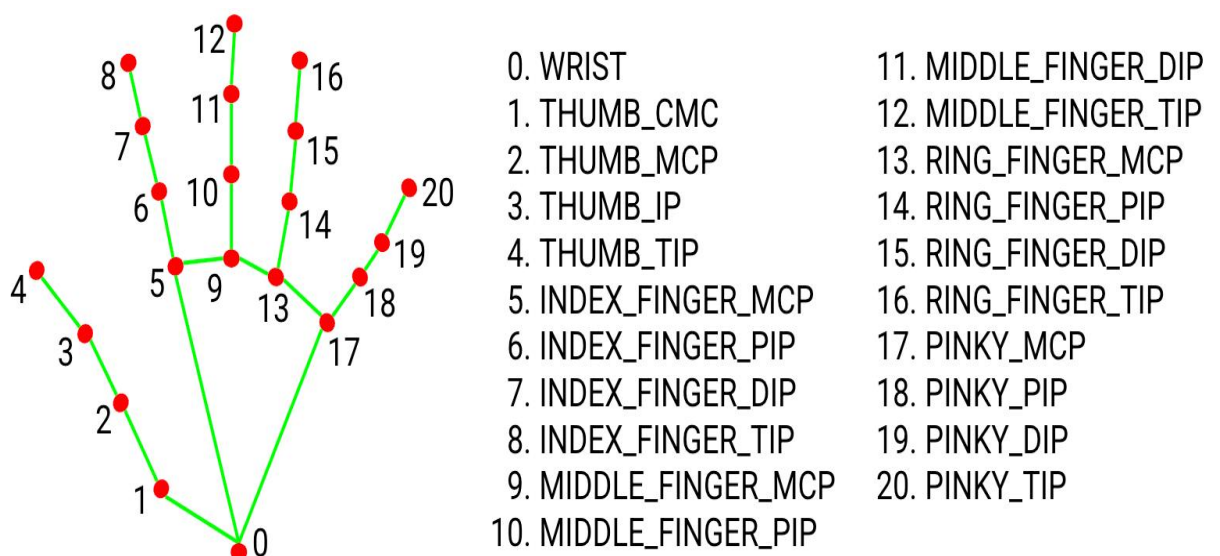 12
8
16
11
7
15
6
10
20
14
4
5
9
19
13
18
3
17
2
1
0
0. WRIST
1. THUMB_CMC
2. THUMB_MCP
3. THUMB_IP
4. THUMB_TIP
5. INDEX_FINGER_MCP
6. INDEX_FINGER_PIP
7. INDEX_FINGER_DIP
8. INDEX_FINGER_TIP
9. MIDDLE_FINGER_MCP
10. MIDDLE_FINGER_PIP
11. MIDDLE_FINGER_DIP
12. MIDDLE_FINGER_TIP
13. RING_FINGER_MCP
14. RING_FINGER_PIP
15. RING_FINGER_DIP
16. RING_FINGER_TIP
17. PINKY_MCP
18. PINKY_PIP
19. PINKY_DIP
20. PINKY_TIP